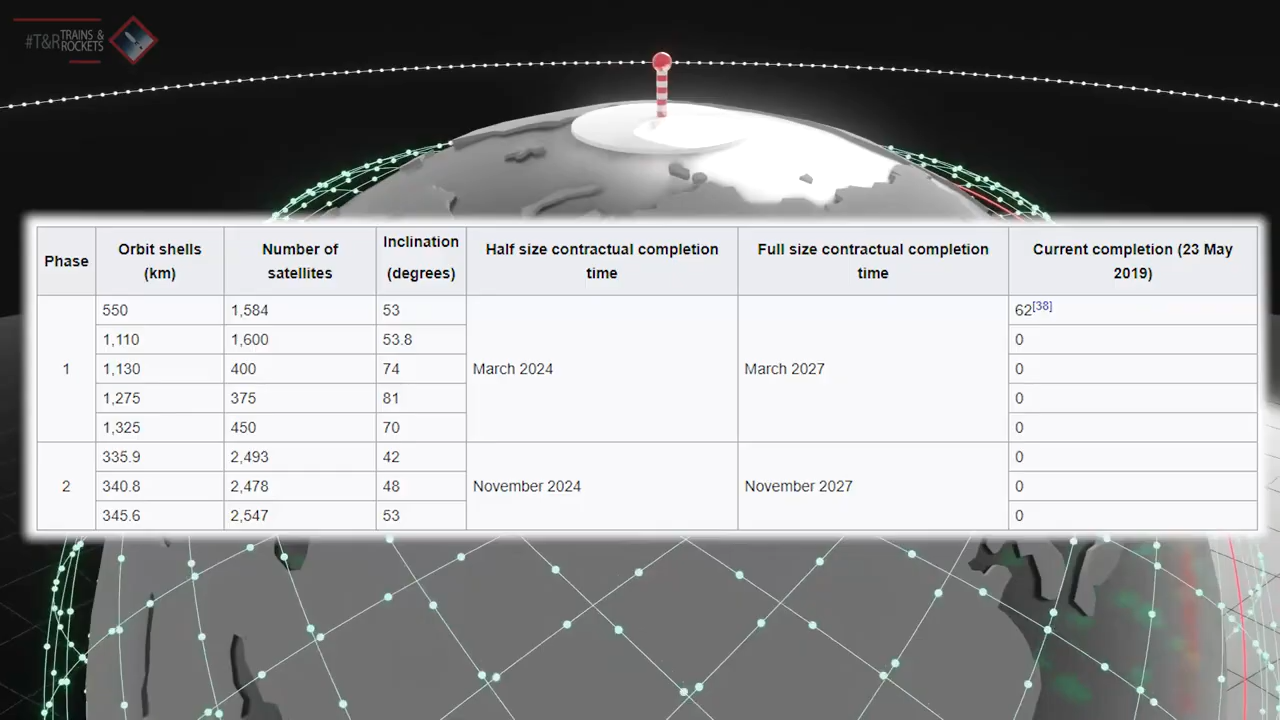 #T&R TRAINS &
ROCKETS
Phase Orbit shells (km) Number of satellites Inclination (degrees) Half size contractual completion time Full size contractual completion time Current completion (23 May 2019)
1 550 1,584 53 March 2024 March 2027 62[38]
1,110 1,600 53.8 0
1,130 400 74 0
1,275 375 81 0
1,325 450 70 0
2 335.9 2,493 42 November 2024 November 2027 0
340.8 2,478 48 0
345.6 2,547 53 0